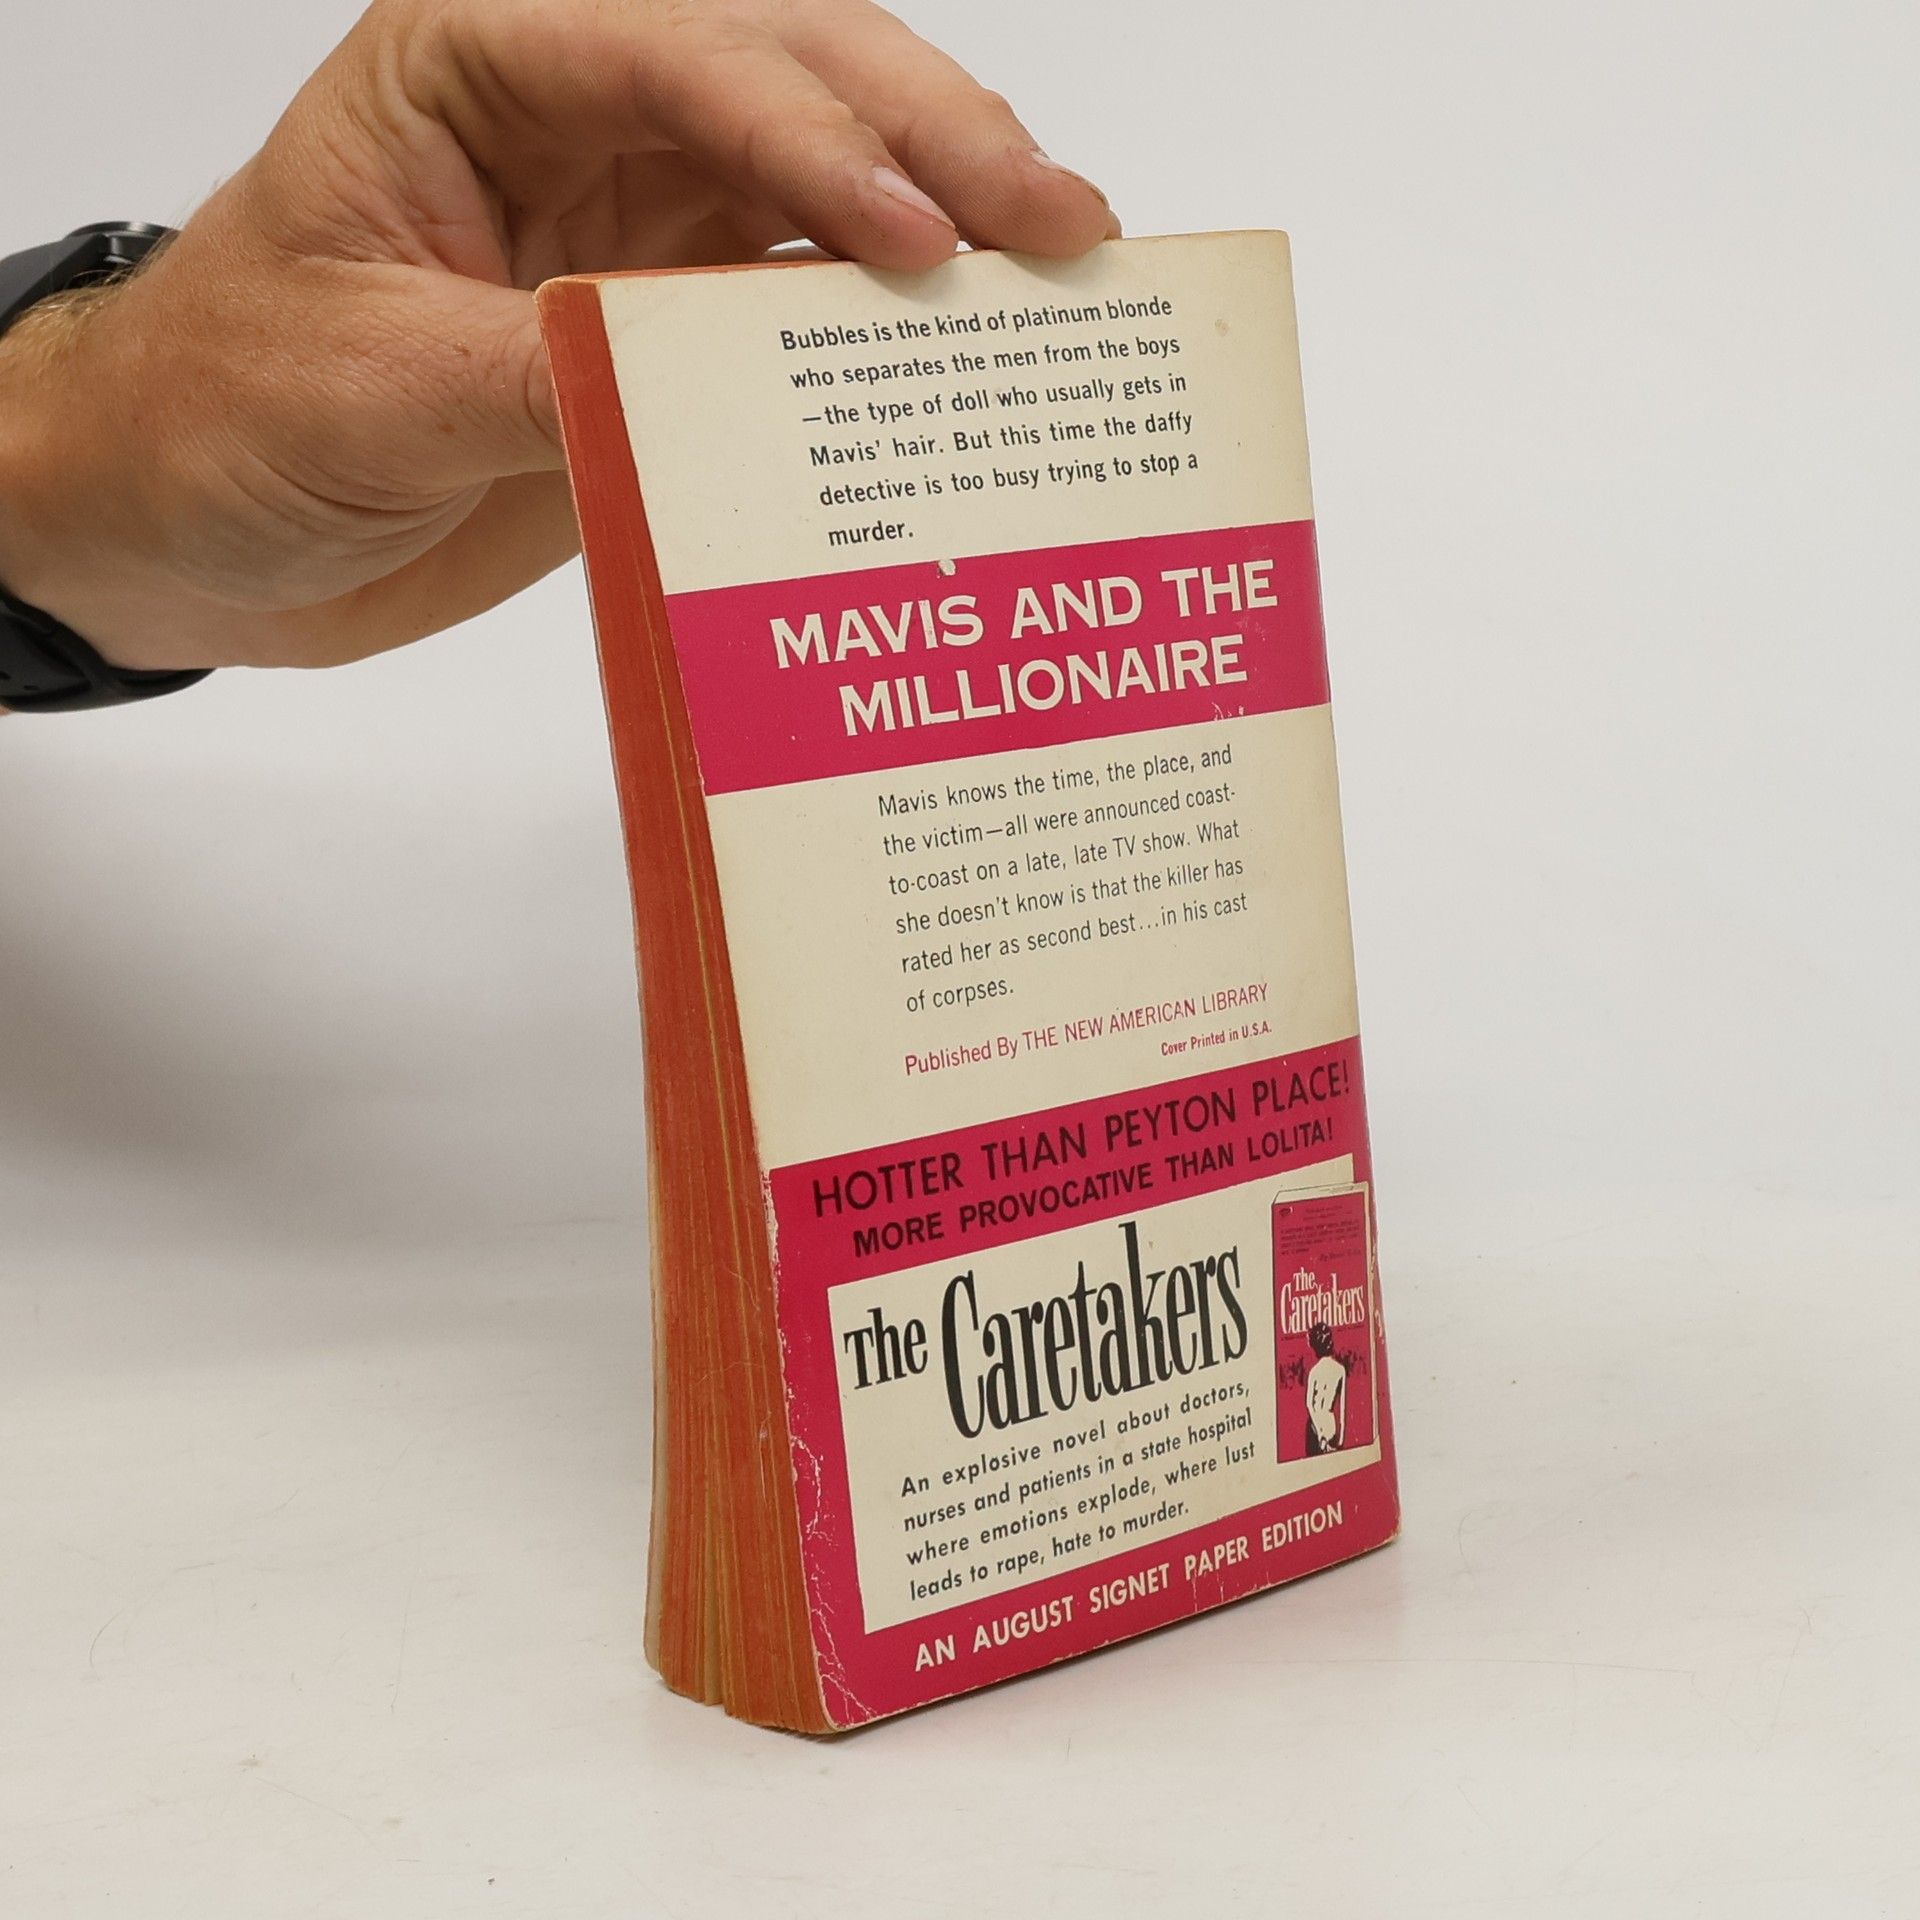 Bubbles is the kind of platinum blonde
who separates the men from the boys
—the type of doll who usually gets in
Mavis' hair. But this time the daffy
detective is too busy trying to stop a
murder.
MAVIS AND THE
MILLIONAIRE
Mavis knows the time, the place, and
the victim—all were announced coast-
to-coast on a late, late TV show. What
she doesn't know is that the killer has
rated her as second best...in his cast
of corpses.
Published By THE NEW AMERICAN LIBRARY
Cover Printed in U.S.A.
HOTTER THAN PEYTON PLACE!
MORE PROVOCATIVE THAN LOLITA!
The Caretakers
The
Caretakers
An explosive novel about doctors,
nurses and patients in a state hospital
where emotions explode, where lust
leads to rape, hate to murder.
AN AUGUST SIGNET PAPER EDITION